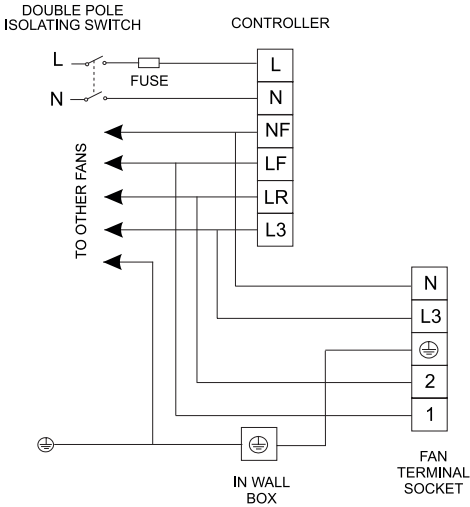 DOUBLE POLE
ISOLATING SWITCH
CONTROLLER
L
FUSE
L
N
N
NF
LF
LR
L3
TO OTHER FANS
N
L3
2
1
IN WALL
BOX
FAN
TERMINAL
SOCKET